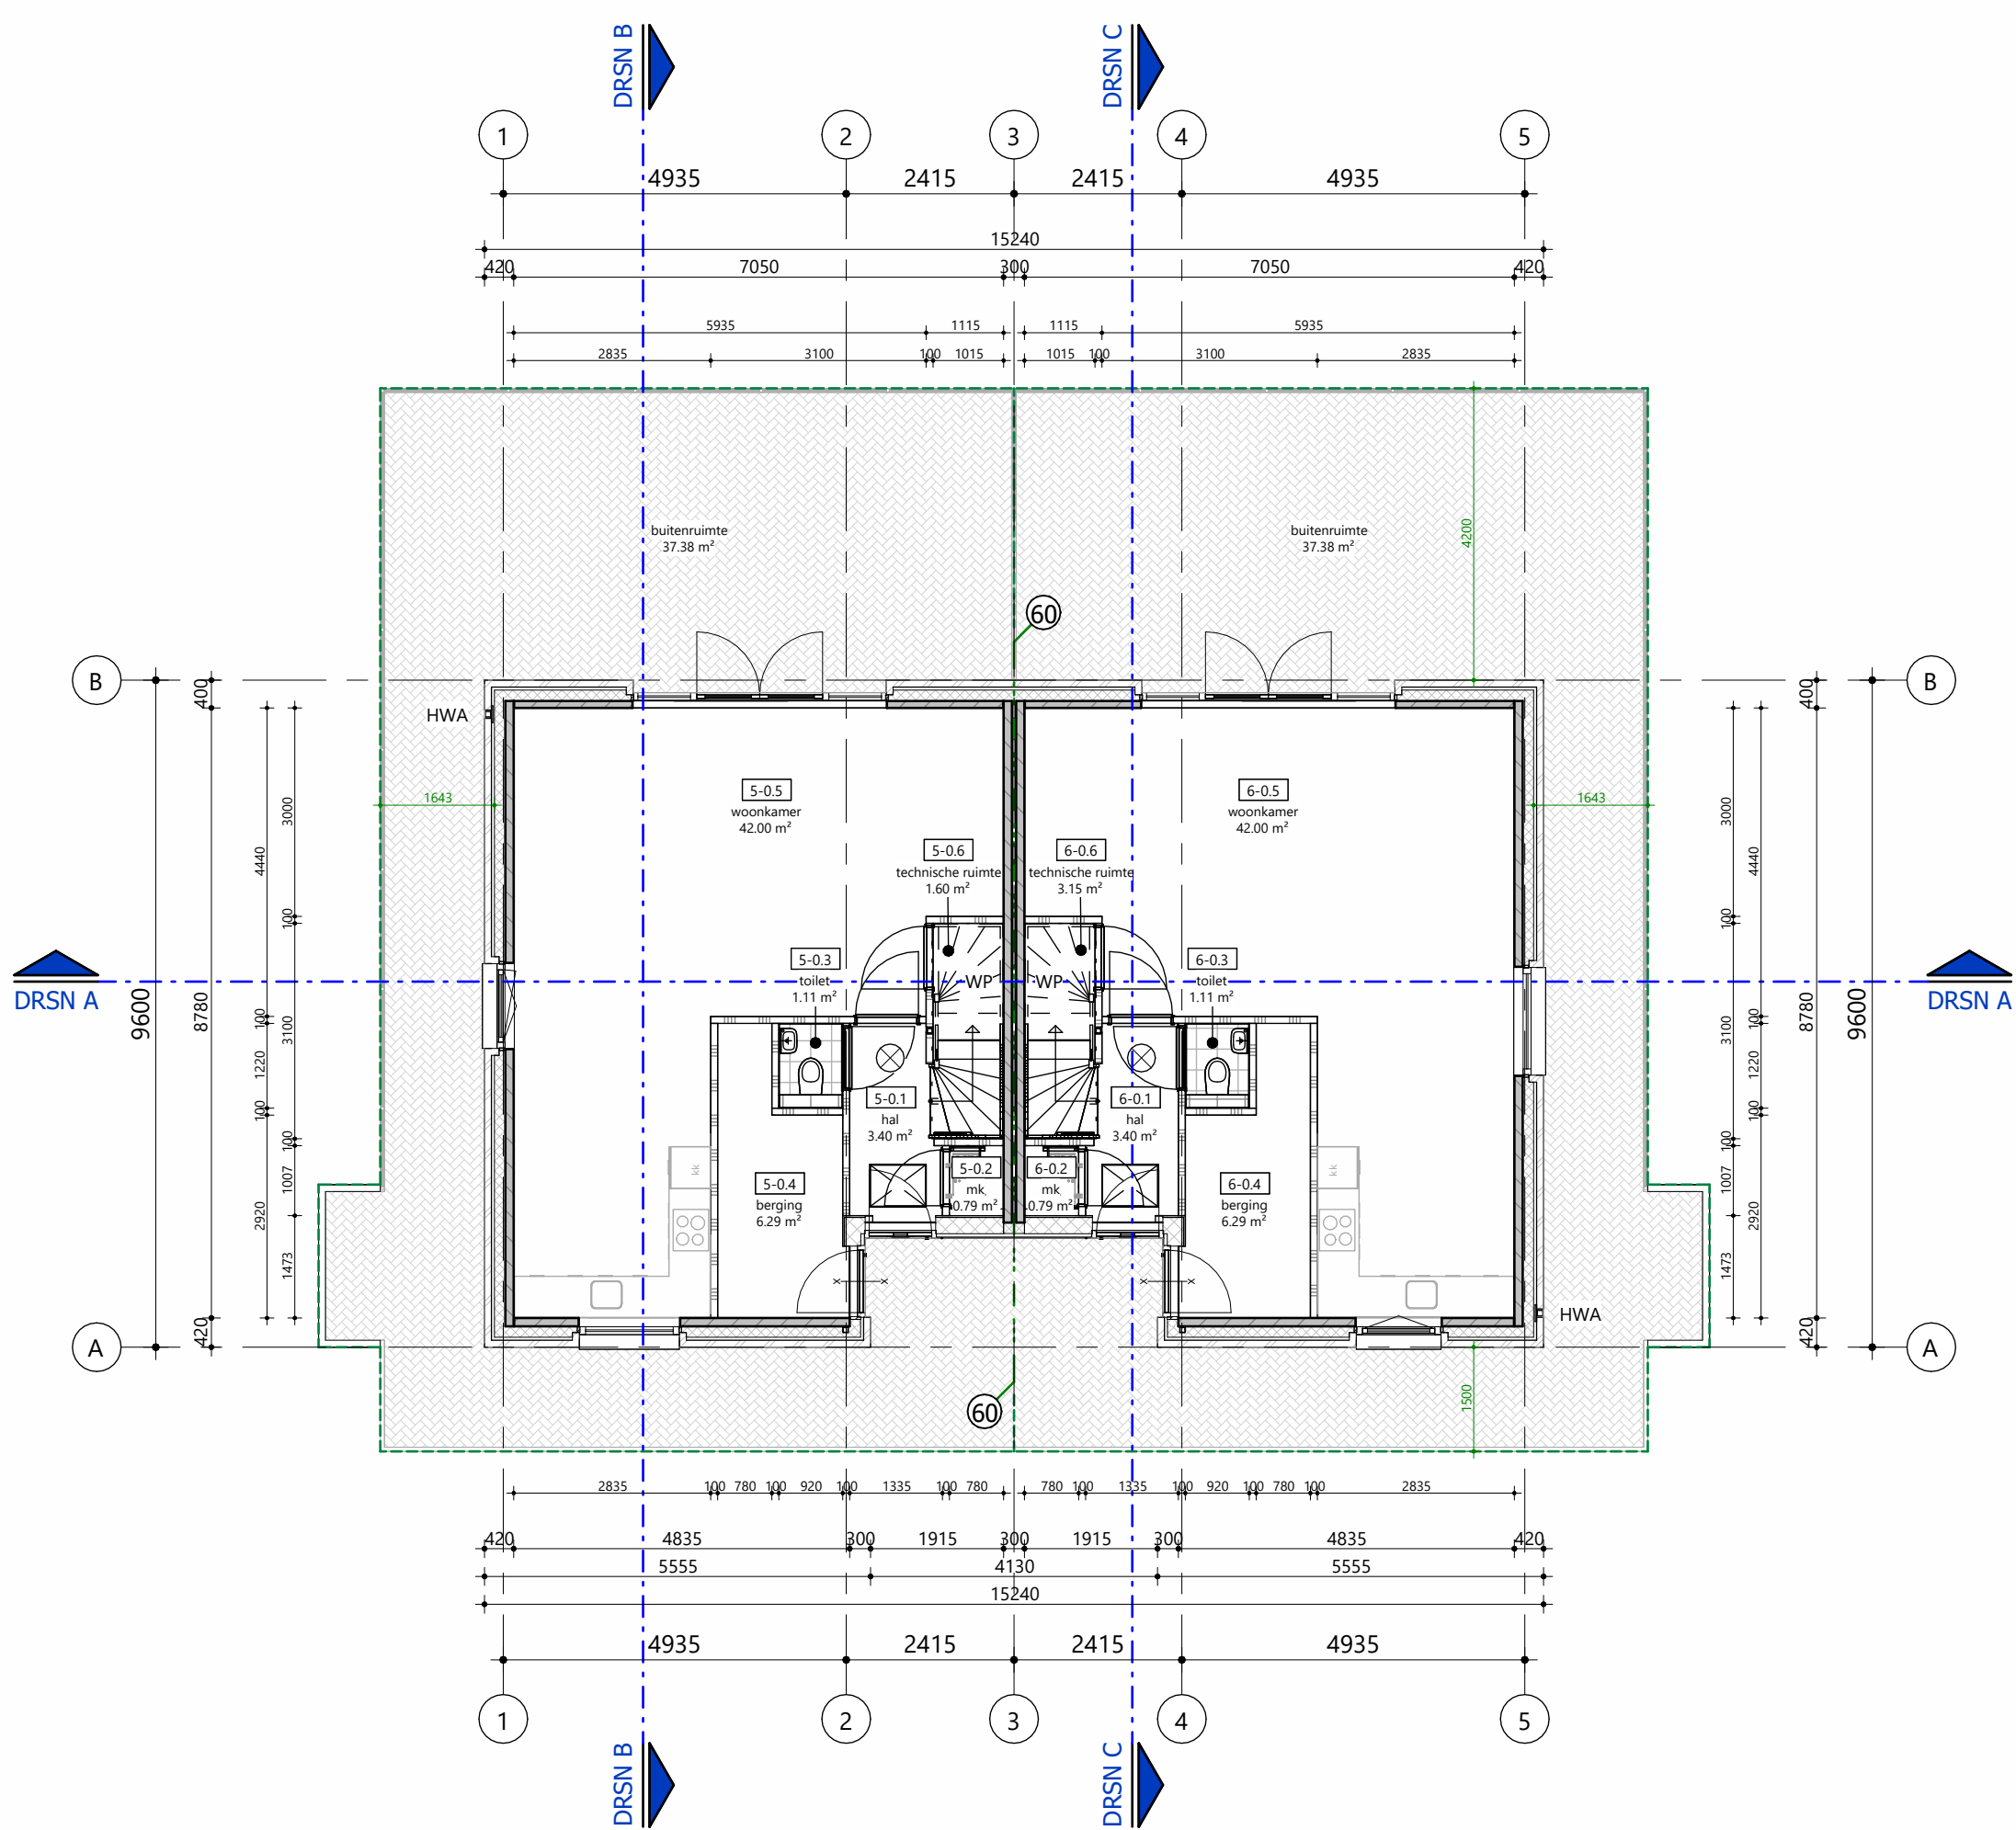 DRSN B
DRSN C
1
2
3
4
5
4935
2415
2415
4935
15240
420
7050
300
7050
420
5935
1115
1115
5935
2835
3100
100
1015
1015
100
3100
2835
buitenruimte
37.38 m²
buitenruimte
37.38 m²
4200
60
B
B
400
400
HWA
1643
1643
5-0.5
woonkamer
42.00 m²
6-0.5
woonkamer
42.00 m²
5-0.6
technische ruimte
1.60 m²
6-0.6
technische ruimte
3.15 m²
3000
4440
100
3000
4440
100
5-0.3
toilet
1.11 m²
6-0.3
toilet
1.11 m²
WP
WP
DRSN A
DRSN A
9600
8780
100
3100
1220
100
100
1007
2920
1473
420
9600
8780
100
3100
1220
100
100
1007
2920
1473
420
5-0.1
hal
3.40 m²
6-0.1
hal
3.40 m²
kk
kk
5-0.2
mk
0.79 m²
6-0.2
mk
0.79 m²
5-0.4
berging
6.29 m²
6-0.4
berging
6.29 m²
HWA
A
A
60
1500
2835
100
780
100
920
100
1335
100
780
780
100
1335
100
920
100
780
100
2835
420
4835
300
1915
300
1915
300
4835
420
5555
4130
5555
15240
4935
2415
2415
4935
1
2
3
4
5
DRSN B
DRSN C